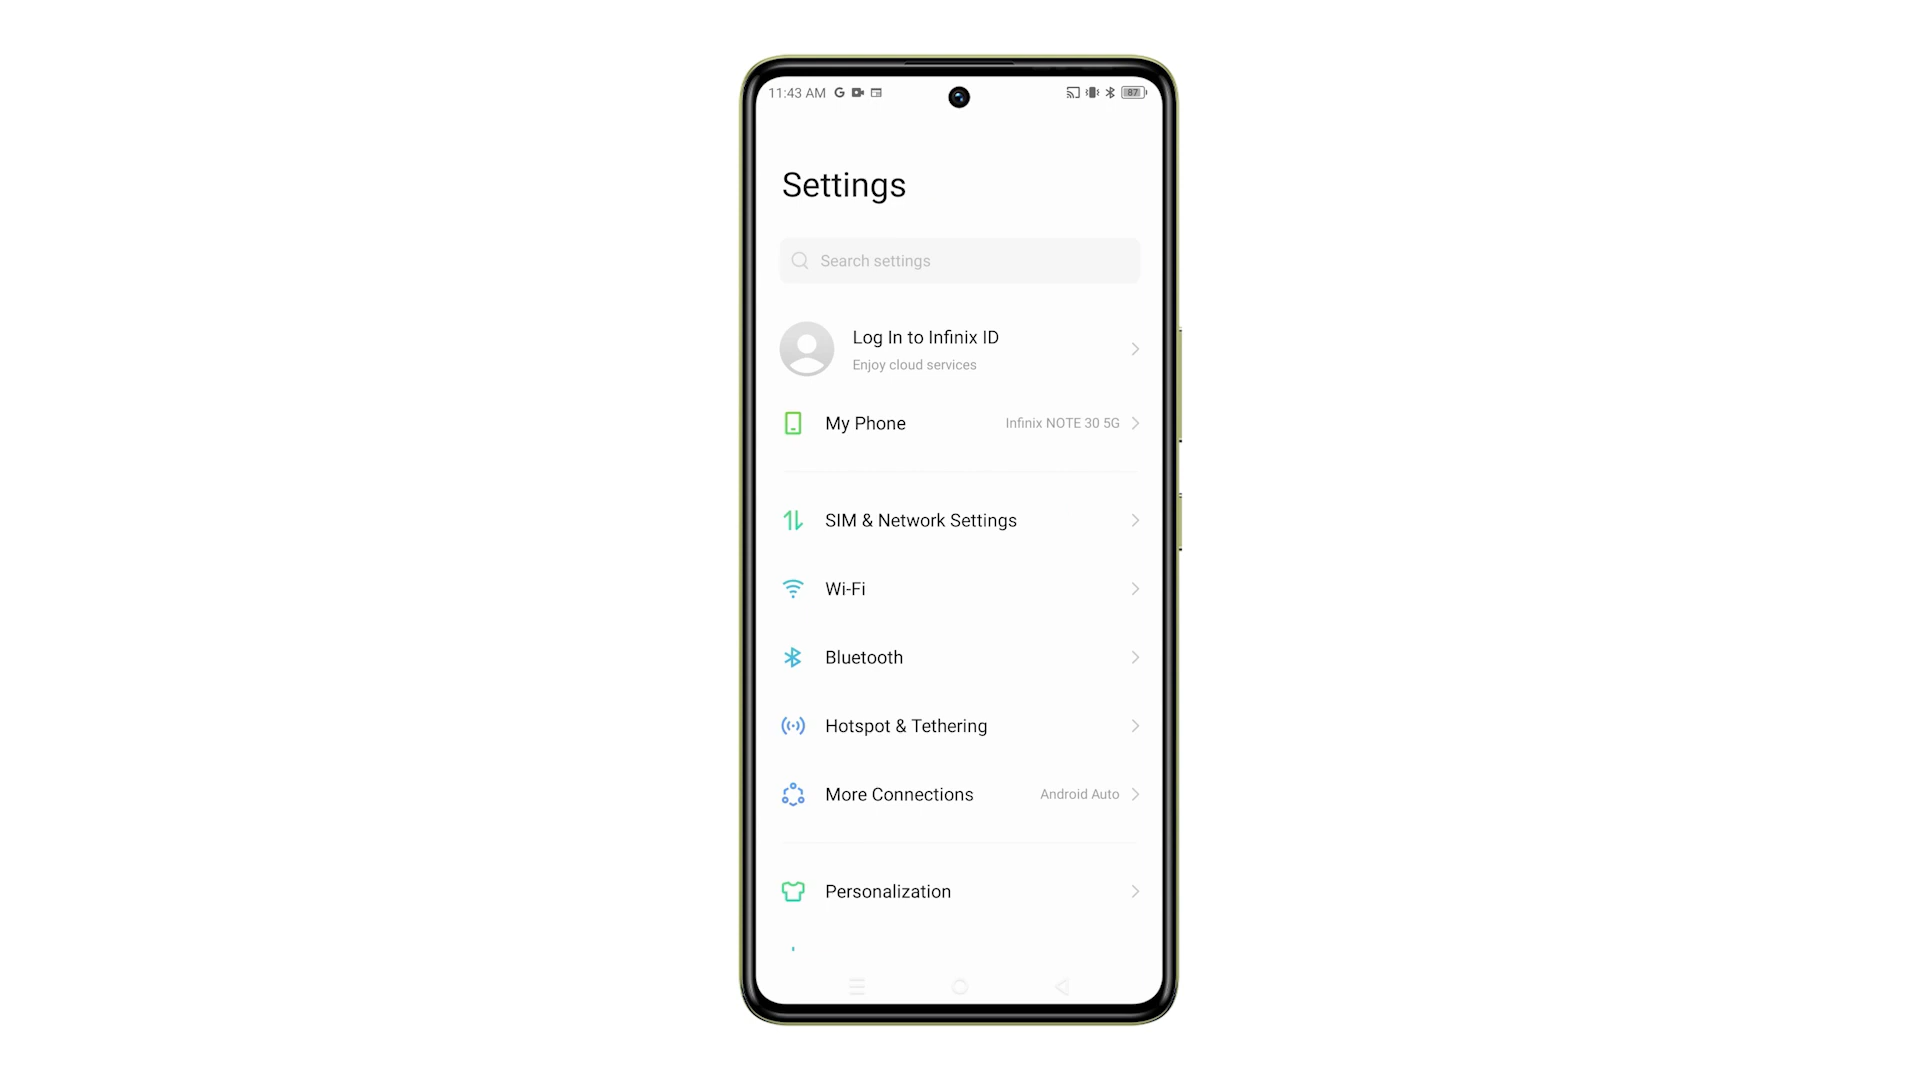 11:43 AM
87
Settings
Search settings
Log In to Infinix ID
Enjoy cloud services
My Phone
Infinix NOTE 30 5G
SIM & Network Settings
Wi-Fi
Bluetooth
Hotspot & Tethering
More Connections
Android Auto
Personalization